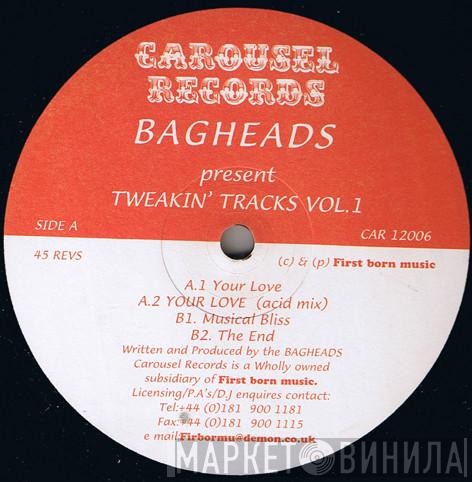 CAROUSEL
RECORDS
BAGHEADS
present
TWEAKIN' TRACKS VOL.1
SIDE A
CAR 12006
45 REVS
(c) & (p) First born music
A.1 Your Love
A.2 YOUR LOVE (acid mix)
B1. Musical Bliss
B2. The End
Written and Produced by the BAGHEADS
Carousel Records is a Wholly owned
subsidiary of First born music.
Licensing/P.A's/D.J enquires contact:
Tel:+44 (0)181 900 1181
Fax:+44 (0)181 900 1115
e mail:Firbormu@demon.co.uk
МАРКЕТ ВИНИЛА